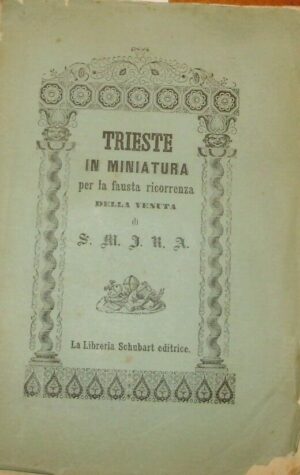 TRIESTE
IN MINIATURA
per la fausta ricorrenza
DELLA VENUTA
di
S. M. J. R. A.
La Libreria Schubart editrice.